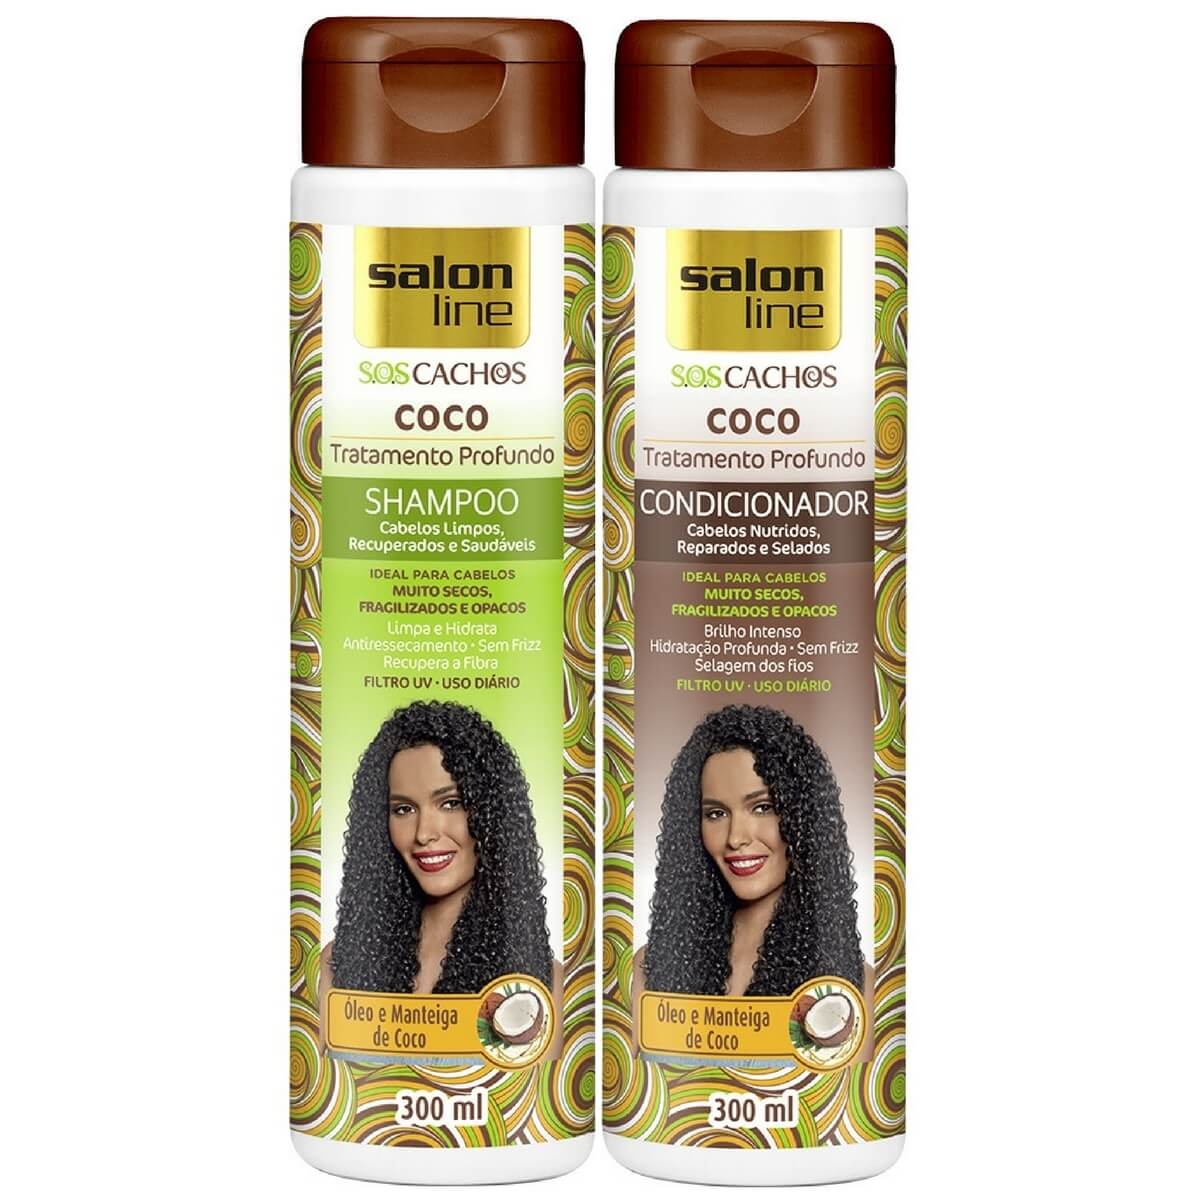 salon
line
S.O.S CACHOS
COCO
Tratamento Profundo
SHAMPOO
Cabelos Limpos,
Recuperados e Saudáveis
IDEAL PARA CABELOS
MUITO SECOS,
FRAGILIZADOS E OPACOS
Limpa e Hidrata
Antiressecamento · Sem Frizz
Recupera a Fibra
FILTRO UV · USO DIÁRIO
Óleo e Manteiga
de Coco
300 ml
salon
line
S.O.S CACHOS
COCO
Tratamento Profundo
CONDICIONADOR
Cabelos Nutridos,
Reparados e Selados
IDEAL PARA CABELOS
MUITO SECOS,
FRAGILIZADOS E OPACOS
Brilho Intenso
Hidratação Profunda · Sem Frizz
Selagem dos fios
FILTRO UV · USO DIÁRIO
Óleo e Manteiga
de Coco
300 ml